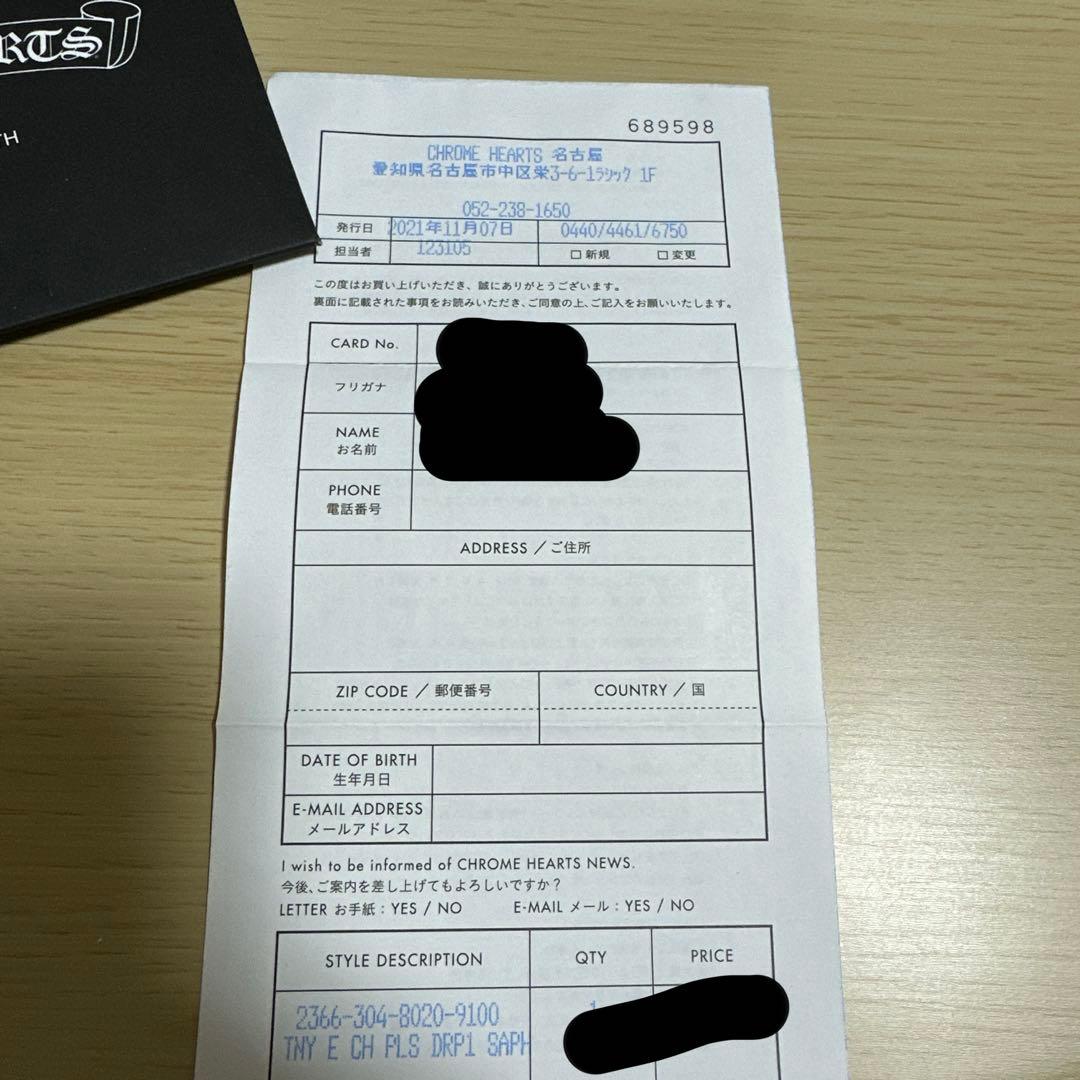 RTS
TH
689598
CHROME HEARTS 名古屋
愛知県名古屋市中区栄3-6-1ラシック 1F
052-238-1650
発行日 2021年11月07日 0440/4461/6750
担当者 123105 □ 新規 □ 変更
この度はお買い上げいただき、誠にありがとうございます。
裏面に記載された事項をお読みいただき、ご同意の上、ご記入をお願いいたします。
CARD No.
フリガナ
NAME
お名前
PHONE
電話番号
ADDRESS / ご住所
ZIP CODE / 郵便番号 COUNTRY / 国
DATE OF BIRTH
生年月日
E-MAIL ADDRESS
メールアドレス
I wish to be informed of CHROME HEARTS NEWS.
今後、ご案内を差し上げてもよろしいですか？
LETTER お手紙 : YES / NO E-MAIL メール : YES / NO
STYLE DESCRIPTION QTY PRICE
2366-304-8020-9100 1
TNY E CH PLS DRP1 SAPH